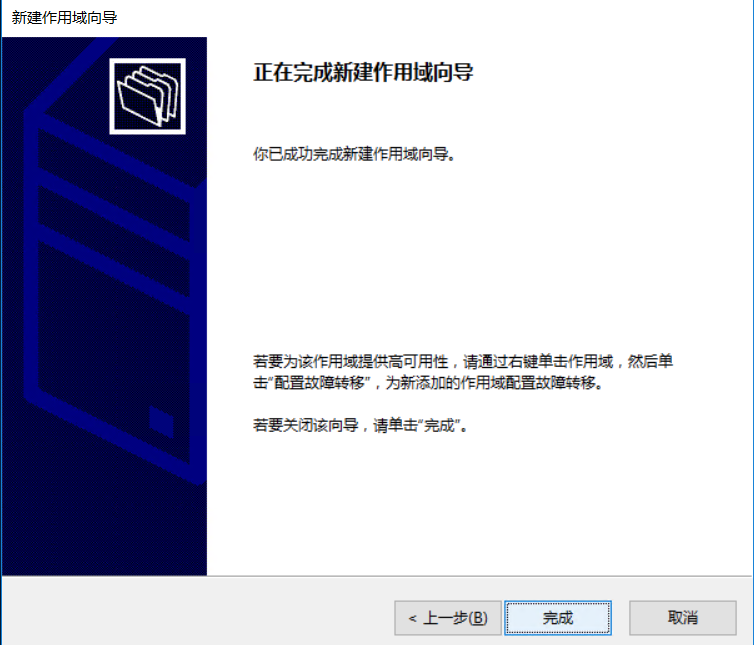 新建作用域向导
正在完成新建作用域向导
你已成功完成新建作用域向导。
若要为该作用域提供高可用性，请通过右键单击作用域，然后单
击“配置故障转移”，为新添加的作用域配置故障转移。
若要关闭该向导，请单击“完成”。
< 上一步(B) 完成 取消